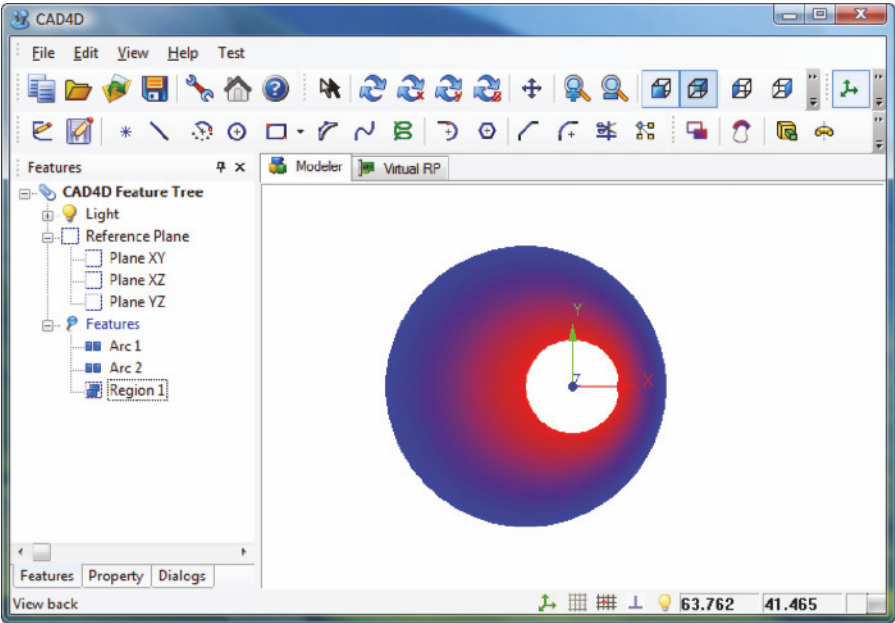 CAD4D
File Edit View Help Test
Features
Modeler Virtual RP
CAD4D Feature Tree
Light
Reference Plane
Plane XY
Plane XZ
Plane YZ
Features
Arc 1
Arc 2
Region 1
Y
Z X
Features Property Dialogs
View back 63.762 41.465